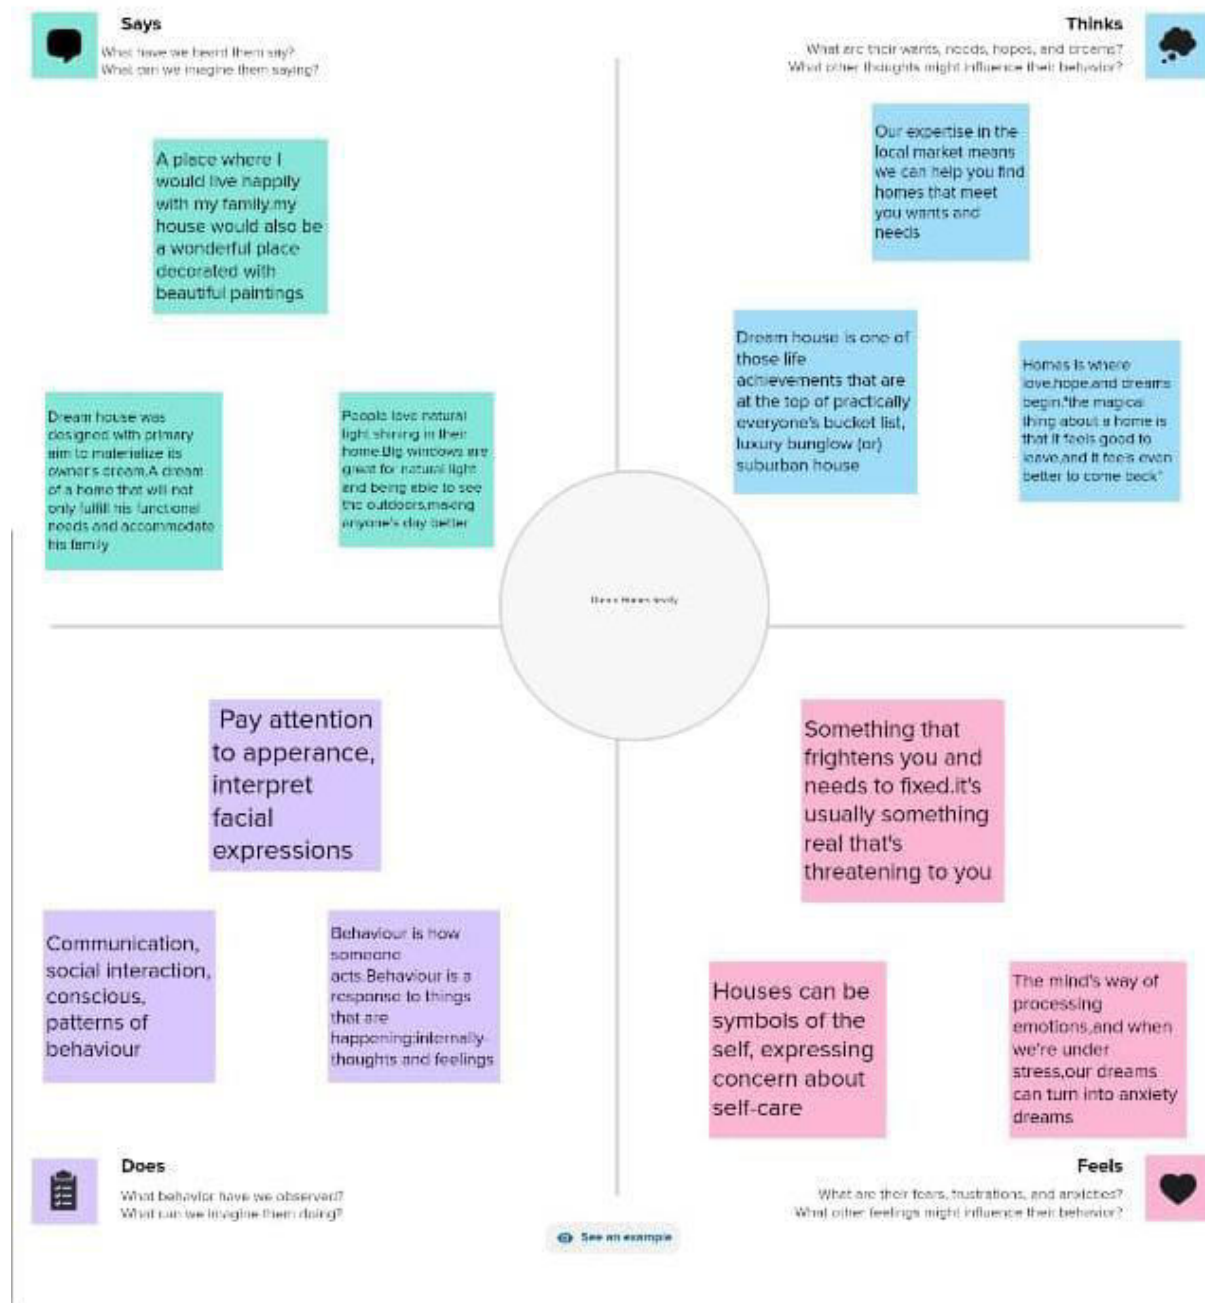 Says
What have we heard them say?
What can we imagine them saying?
Thinks
What are their wants, needs, hopes, and dreams?
What other thoughts might influence their behavior?
A place where I
would live happily
with my family.my
house would also be
a wonderful place
decorated with
beautiful paintings
Dream house was
designed with primary
aim to materialize its
owner's dream.A dream
of a home that will not
only fulfill his functional
needs and accommodate
his family
People love natural
light shining in their
home.Big windows are
great for natural light
and being able to see
the outdoors,making
anyone's day better
Our expertise in the
local market means
we can help you find
homes that meet
you wants and
needs
Dream house is one of
those life
achievements that are
at the top of practically
everyone's bucket list,
luxury bunglow (or)
suburban house
Homes is where
love,hope,and dreams
begin."the magical
thing about a home is
that it feels good to
leave,and it feels even
better to come back"
Homes
Pay attention
to apperance,
interpret
facial
expressions
Communication,
social interaction,
conscious,
patterns of
behaviour
Behaviour is how
someone
acts.Behaviour is a
response to things
that are
happening:internally-
thoughts and feelings
Something that
frightens you and
needs to fixed.it's
usually something
real that's
threatening to you
Houses can be
symbols of the
self, expressing
concern about
self-care
The mind's way of
processing
emotions,and when
we're under
stress,our dreams
can turn into anxiety
dreams
Does
What behavior have we observed?
What can we imagine them doing?
Feels
What are their fears, frustrations, and anxieties?
What other feelings might influence their behavior?
See an example